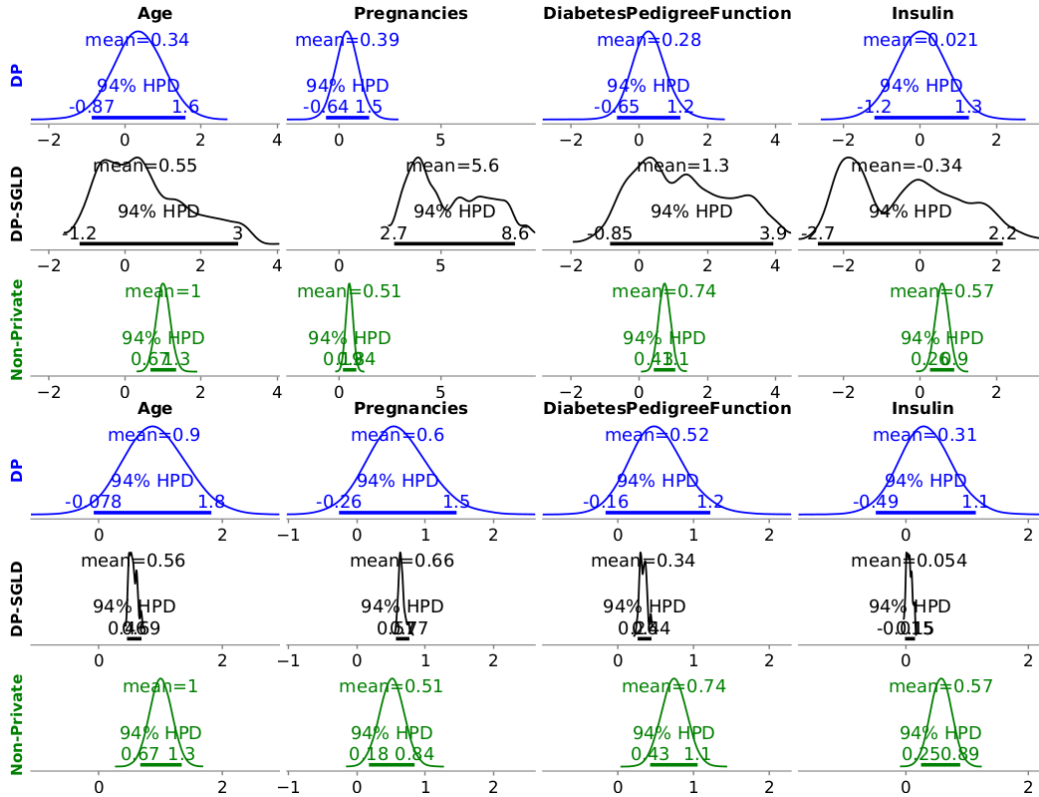 Age Pregnancies DiabetesPedigreeFunction Insulin
DP
mean=0.34 mean=0.39 mean=0.28 mean=0.021
94% HPD 94% HPD 94% HPD 94% HPD
-0.87 1.6 -0.64 1.5 -0.65 1.2 -1.2 1.3
−2 0 2 4 0 5 −2 0 2 4 −2 0 2
DP-SGLD
mean=0.55 mean=5.6 mean=1.3 mean=-0.34
94% HPD 94% HPD 94% HPD 94% HPD
-1.2 3 2.7 8.6 -0.85 3.9 -2.7 2.2
−2 0 2 4 0 5 −2 0 2 4 −2 0 2
Non-Private
mean=1 mean=0.51 mean=0.74 mean=0.57
94% HPD 94% HPD 94% HPD 94% HPD
0.67 1.3 0.43 1.1 0.26 0.9
−2 0 2 4 0 5 −2 0 2 4 −2 0 2
Age Pregnancies DiabetesPedigreeFunction Insulin
DP
mean=0.9 mean=0.6 mean=0.52 mean=0.31
94% HPD 94% HPD 94% HPD 94% HPD
-0.078 1.8 -0.26 1.5 -0.16 1.2 -0.49 1.1
0 2 −1 0 1 2 0 1 2 0 2
DP-SGLD
mean=0.56 mean=0.66 mean=0.34 mean=0.054
94% HPD 94% HPD 94% HPD 94% HPD
0 2 −1 0 1 2 0 1 2 0 2
Non-Private
mean=1 mean=0.51 mean=0.74 mean=0.57
94% HPD 94% HPD 94% HPD 94% HPD
0.67 1.3 0.18 0.84 0.43 1.1 0.25 0.89
0 2 −1 0 1 2 0 1 2 0 2